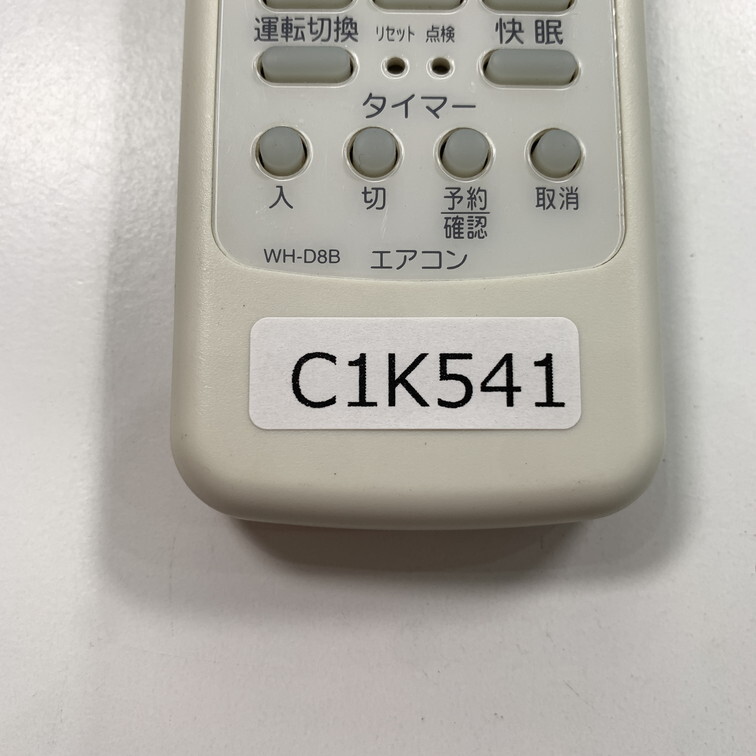 運転切換 リセット 点検 快眠
タイマー
入 切 予約 取消
確認
WH-D8B エアコン
C1K541